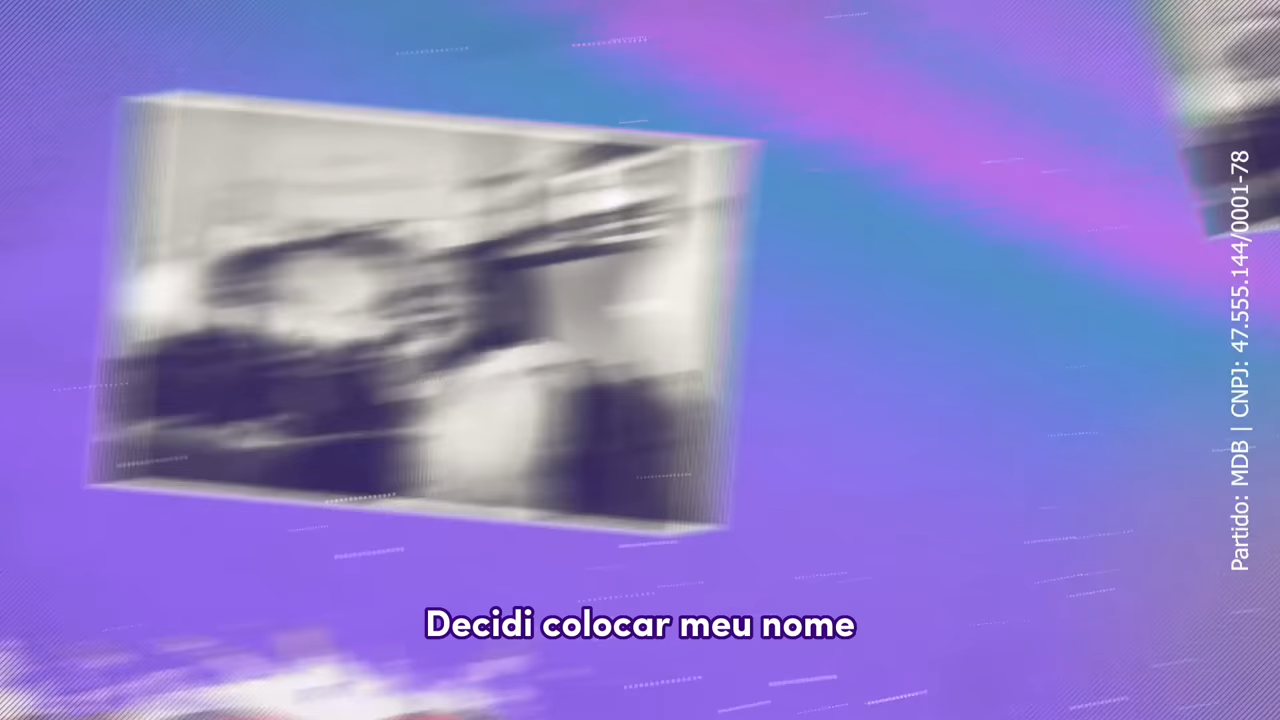 Decidi colocar meu nome
Partido: MDB | CNPJ: 47.555.144/0001-78